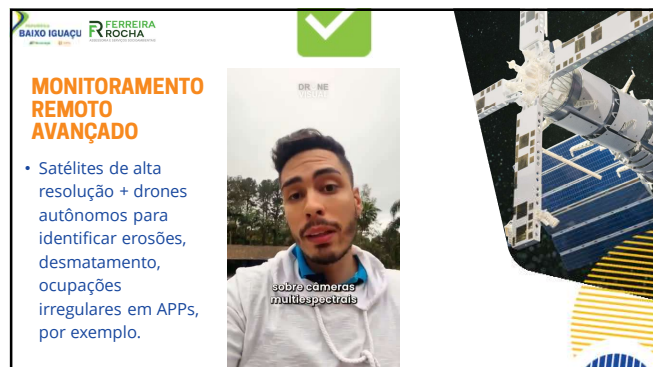 BAIXO IGUAÇU
FERREIRA
ROCHA
MONITORAMENTO
REMOTO
AVANÇADO
• Satélites de alta
resolução + drones
autônomos para
identificar erosões,
desmatamento,
ocupações
irregulares em APPs,
por exemplo.
DR NE
sobre câmeras
multiespectrais